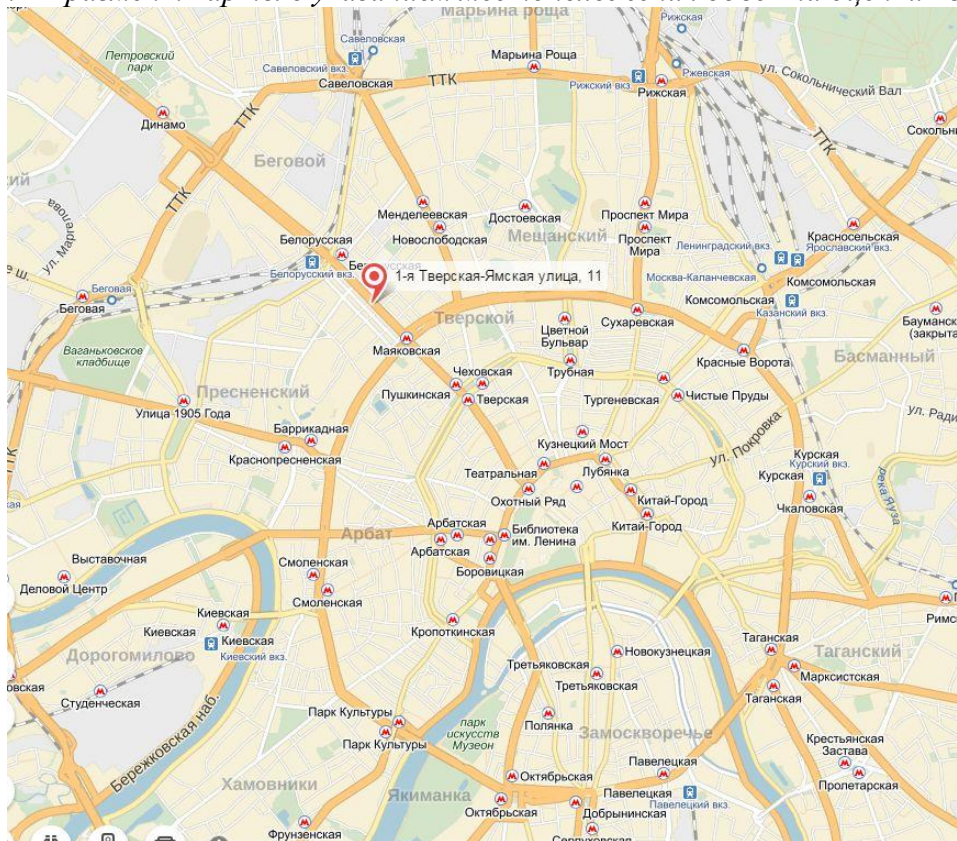 Марьина роща
Рижская
Савеловская
Петровский
парк
Савеловский вкз.
Савеловская
Марьина Роща
ТТК
Рижский вкз.
Рижская
Ржевская
ул. Сокольнический Вал
Динамо
ТТК
ТТК
Беговой
ТТК
ул. Маргелова
Менделеевская
Достоевская
Проспект Мира
Новослободская
Мещанский
Проспект
Мира
Красносельская
Белорусская
Ленинградский вкз.
Ярославский вкз.
Белорусский вкз.
1-я Тверская-Ямская улица, 11
Москва-Каланчевская
Комсомольская
Комсомольская
Казанский вкз.
Беговая
Беговая
Тверской
Цветной
Бульвар
Сухаревская
Маяковская
Ваганьковское
кладбище
Трубная
Красные Ворота
Басманный
Чеховская
Пресненский
Пушкинская
Тверская
Тургеневская
Чистые Пруды
Улица 1905 Года
Баррикадная
Кузнецкий Мост
ул. Покровка
Краснопресненская
Театральная
Лубянка
Курская
Курский вкз.
Курская
река Яуза
Охотный Ряд
Китай-Город
Чкаловская
Арбат
Арбатская
Библиотека
им. Ленина
Китай-Город
Арбатская
Выставочная
Смоленская
Боровицкая
Деловой Центр
Смоленская
Киевская
Киевская
Киевская
Киевский вкз.
Кропоткинская
Дорогомилово
Новокузнецкая
Таганская
Таганский
Третьяковская
Третьяковская
Марксистская
Таганская
Студенческая
Бережковская наб.
Парк Культуры
Парк Культуры
парк
искусств
Музеон
Полянка
Замоскворечье
Крестьянская
Застава
Пролетарская
Павелецкая
Хамовники
Якиманка
Октябрьская
Октябрьская
Павелецкая
Павелецкий вкз.
Добрынинская
Фрунзенская